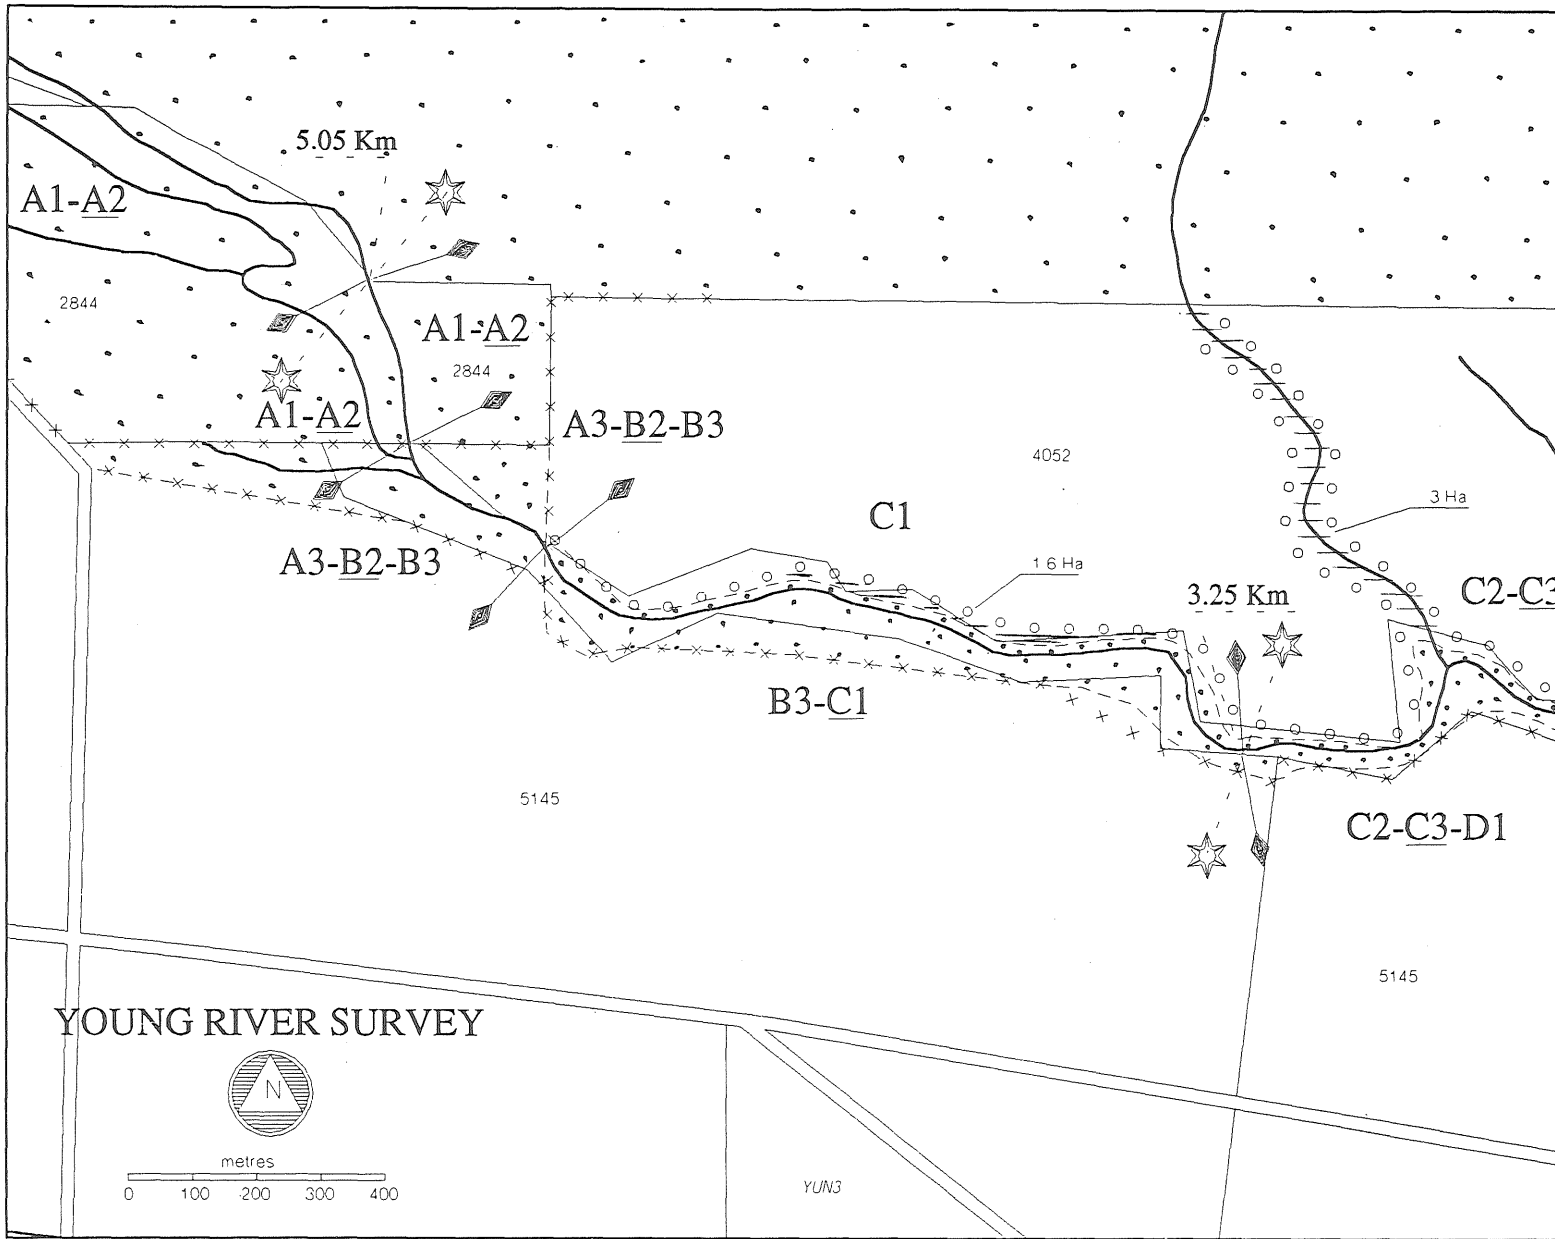 5.05 Km
A1-A2
2844
A1-A2
2844
A1-A2
A3-B2-B3
4052
3 Ha
C1
A3-B2-B3
1 6 Ha
3.25 Km
C2-C3
B3-C1
5145
C2-C3-D1
5145
YOUNG RIVER SURVEY
N
metres
0 100 200 300 400
YUN3